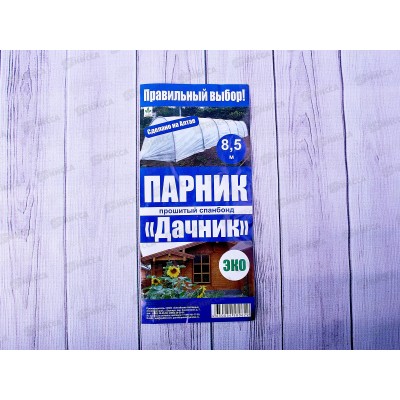 Правильный выбор!
Сделано на Алтае
8,5
м
ПАРНИК
прошитый спанбонд
«Дачник»
ЭКО